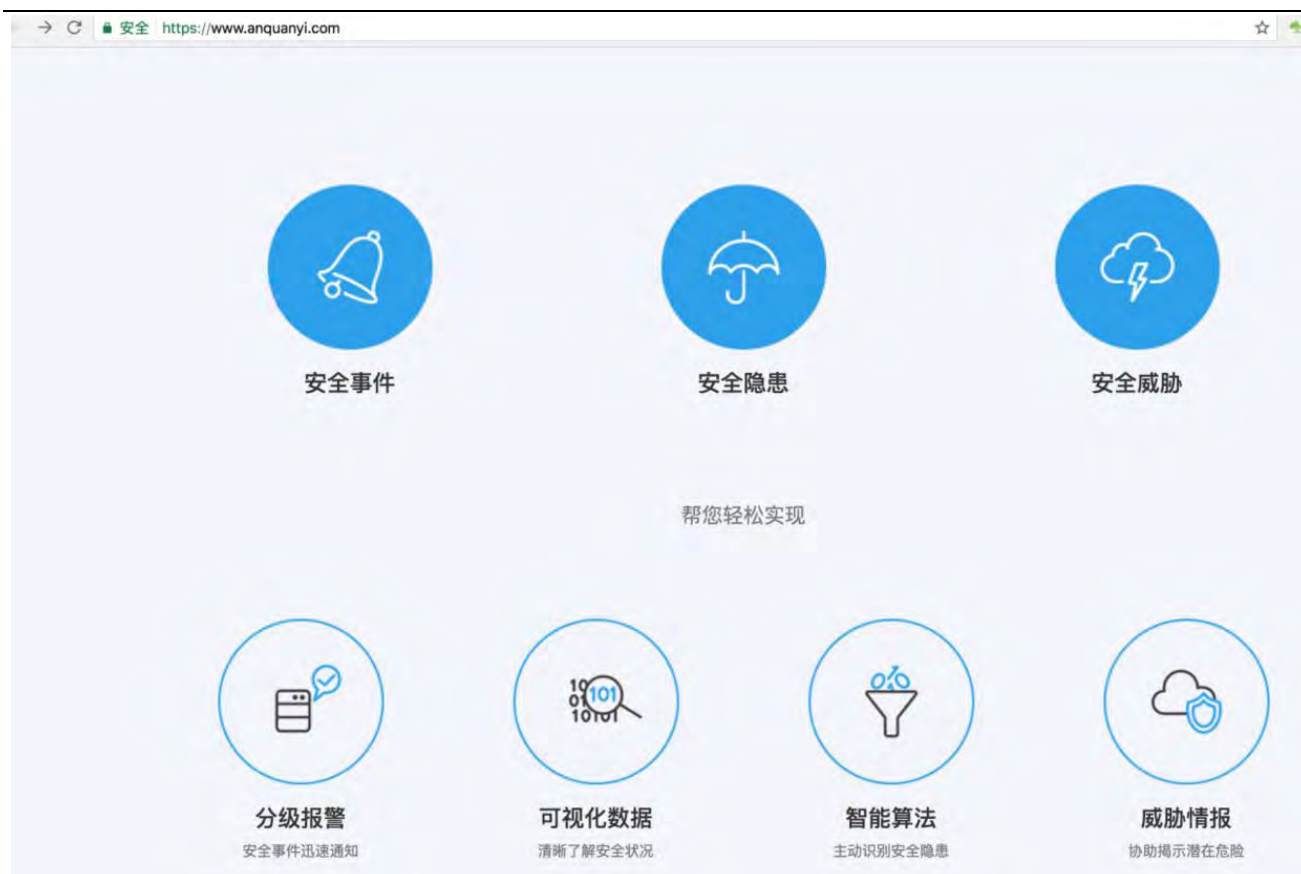 安全 https://www.anquanyi.com
安全事件 安全隐患 安全威胁
帮您轻松实现
10
101
01
10101
分级报警 可视化数据 智能算法 威胁情报
安全事件迅速通知 清晰了解安全状况 主动识别安全隐患 协助揭示潜在危险